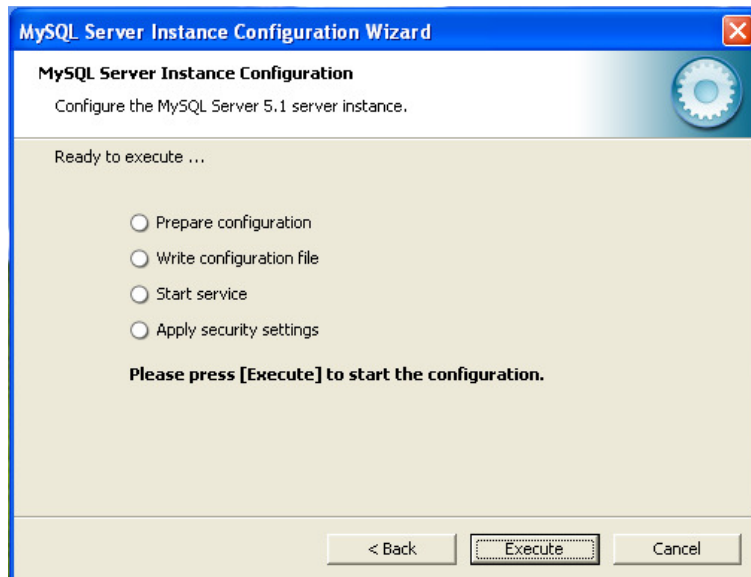 MySQL Server Instance Configuration Wizard
MySQL Server Instance Configuration
Configure the MySQL Server 5.1 server instance.
Ready to execute ...
Prepare configuration
Write configuration file
Start service
Apply security settings
Please press [Execute] to start the configuration.
< Back Execute Cancel